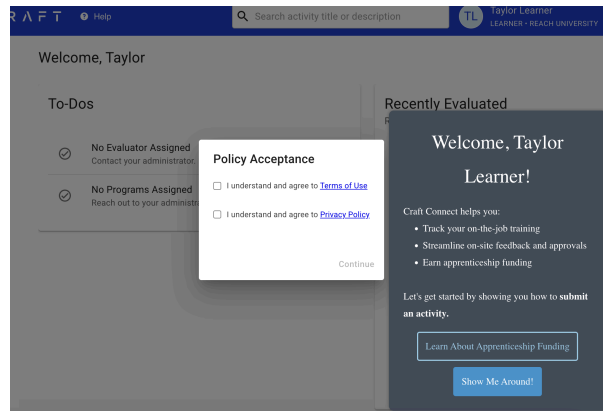 RAFT
Help
Search activity title or description
TL
Taylor Learner
LEARNER • REACH UNIVERSITY
Welcome, Taylor
To-Dos
No Evaluator Assigned
Contact your administrator.
No Programs Assigned
Reach out to your administr
Recently Evaluated
Policy Acceptance
I understand and agree to Terms of Use
I understand and agree to Privacy Policy
Continue
Welcome, Taylor
Learner!
Craft Connect helps you:
• Track your on-the-job training
• Streamline on-site feedback and approvals
• Earn apprenticeship funding
Let's get started by showing you how to submit
an activity.
Learn About Apprenticeship Funding
Show Me Around!